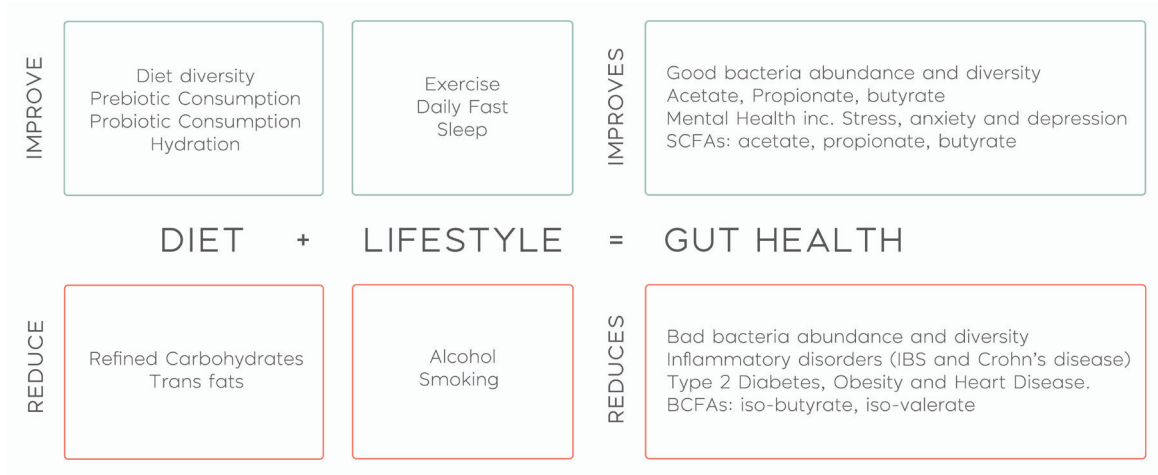 IMPROVE
Diet diversity
Prebiotic Consumption
Probiotic Consumption
Hydration
Exercise
Daily Fast
Sleep
IMPROVES
Good bacteria abundance and diversity
Acetate, Propionate, butyrate
Mental Health inc. Stress, anxiety and depression
SCFAs: acetate, propionate, butyrate
DIET + LIFESTYLE = GUT HEALTH
REDUCE
Refined Carbohydrates
Trans fats
Alcohol
Smoking
REDUCES
Bad bacteria abundance and diversity
Inflammatory disorders (IBS and Crohn's disease)
Type 2 Diabetes, Obesity and Heart Disease.
BCFAs: iso-butyrate, iso-valerate